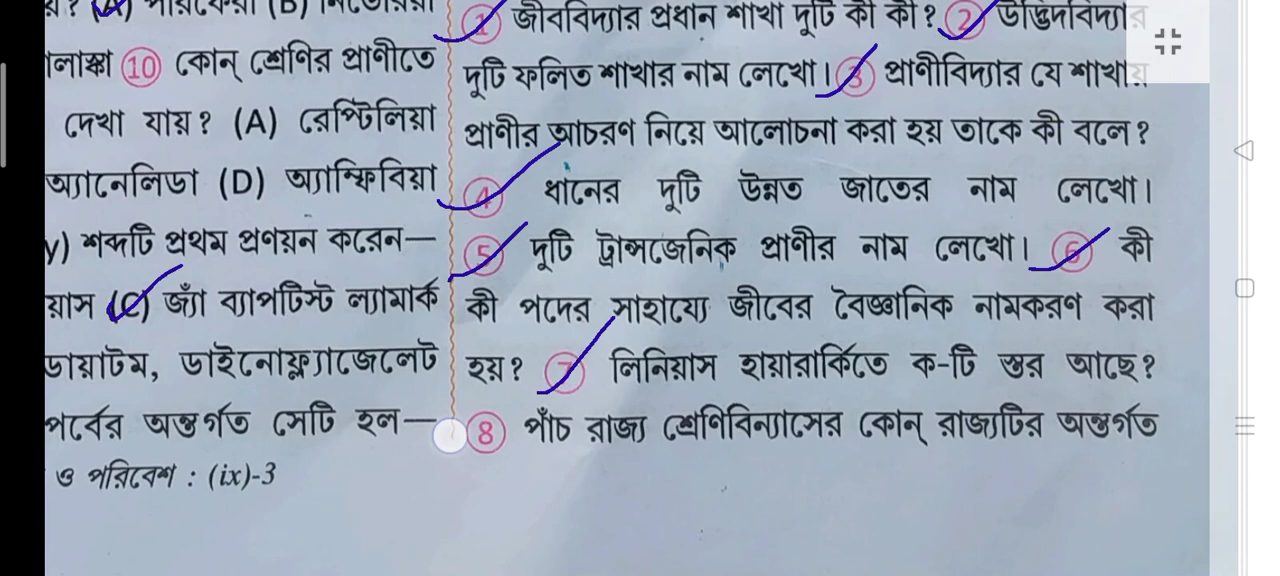 য়? (A) পরিফেরা (B) নিডেরিয়া
লাঙ্কা 10 কোন্ শ্রেণির প্রাণীতে
দেখা যায়? (A) রেপ্টিলিয়া
অ্যানেলিডা (D) অ্যাম্ফিবিয়া
y) শব্দটি প্রথম প্রণয়ন করেন—
য়াস (C) জ্যাঁ ব্যাপটিস্ট ল্যামার্ক
ডায়াটম, ডাইনোফ্ল্যাজেলেট
পর্বের অন্তর্গত সেটি হল—
ও পরিবেশ : (ix)-3
1 জীববিদ্যার প্রধান শাখা দুটি কী কী? 2 উদ্ভিদবিদ্যার
দুটি ফলিত শাখার নাম লেখো। 3 প্রাণীবিদ্যার যে শাখায়
প্রাণীর আচরণ নিয়ে আলোচনা করা হয় তাকে কী বলে?
4 ধানের দুটি উন্নত জাতের নাম লেখো।
5 দুটি ট্রান্সজেনিক প্রাণীর নাম লেখো। 6 কী
কী পদের সাহায্যে জীবের বৈজ্ঞানিক নামকরণ করা
হয়? 7 লিনিয়াস হায়ারার্কিতে ক-টি স্তর আছে?
8 পাঁচ রাজ্য শ্রেণিবিন্যাসের কোন্ রাজ্যটির অন্তর্গত